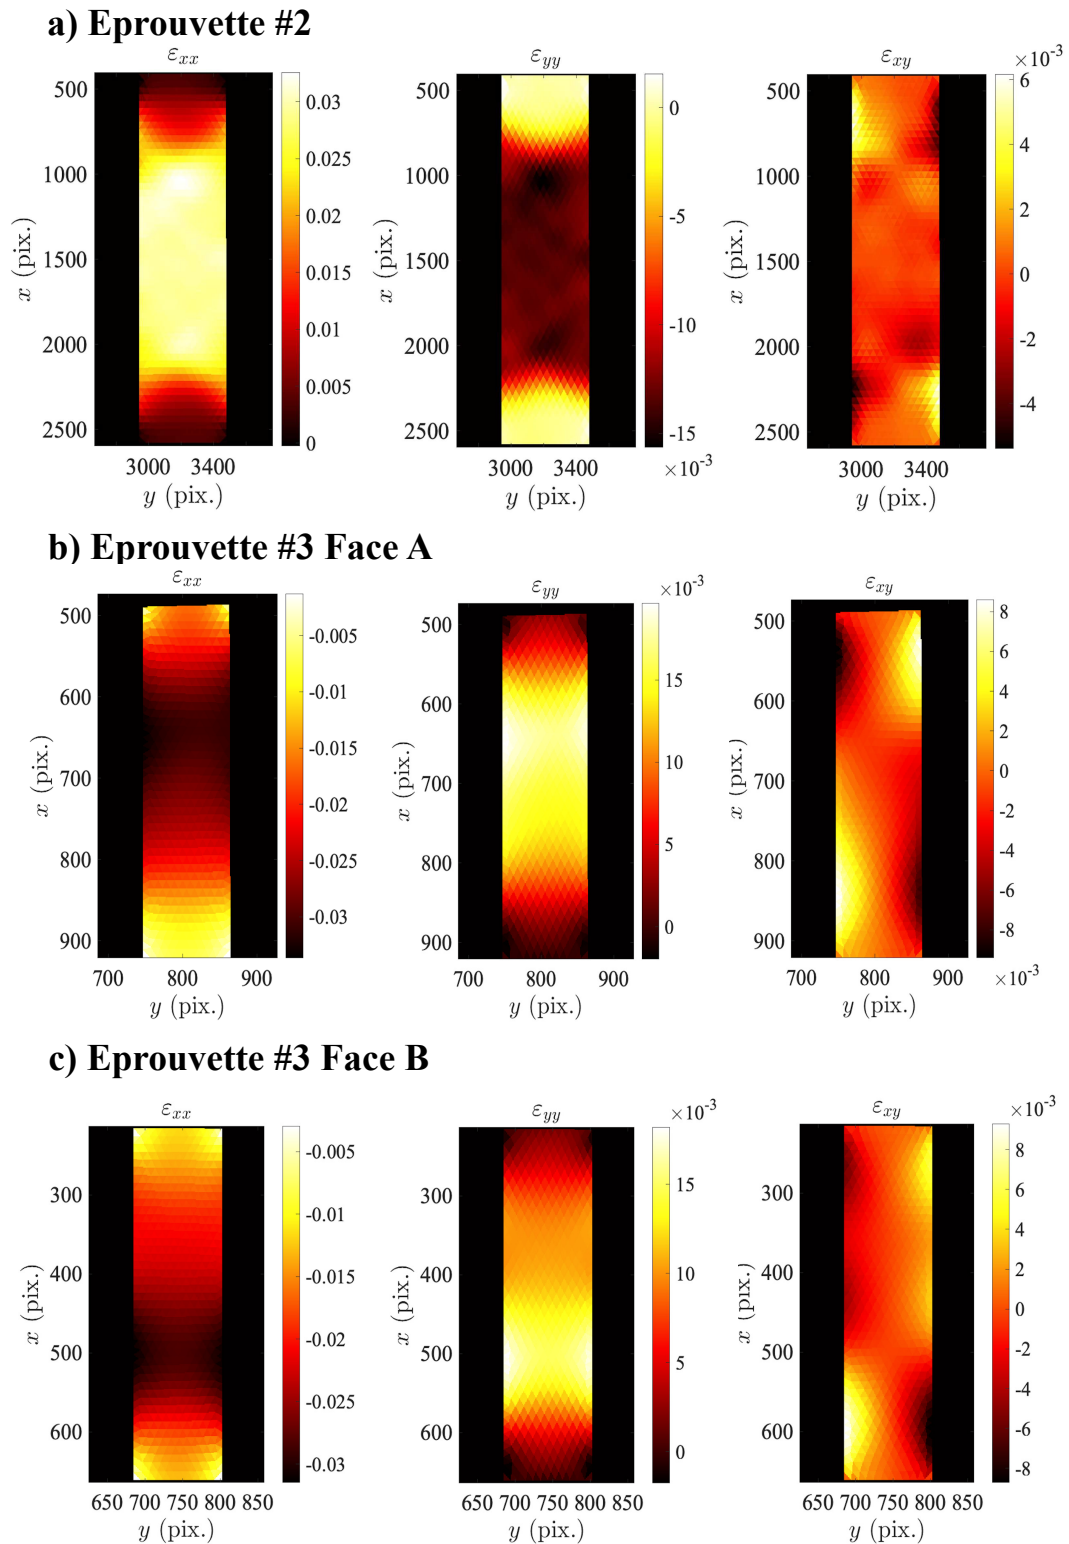 a) Eprouvette #2
εxx
εyy
εxy
×10-3
500
1000
1500
2000
2500
x (pix.)
3000 3400
y (pix.)
0.03
0.025
0.02
0.015
0.01
0.005
0
500
1000
1500
2000
2500
x (pix.)
3000 3400
y (pix.)
0
-5
-10
-15
×10-3
500
1000
1500
2000
2500
x (pix.)
3000 3400
y (pix.)
6
4
2
0
-2
-4
b) Eprouvette #3 Face A
εxx
εyy
×10-3
εxy
500
600
700
800
900
x (pix.)
700 800 900
y (pix.)
-0.005
-0.01
-0.015
-0.02
-0.025
-0.03
500
600
700
800
900
x (pix.)
700 800 900
y (pix.)
15
10
5
0
500
600
700
800
900
x (pix.)
700 800 900
y (pix.)
8
6
4
2
0
-2
-4
-6
-8
×10-3
c) Eprouvette #3 Face B
εxx
εyy
×10-3
εxy
×10-3
300
400
500
600
x (pix.)
650 700 750 800 850
y (pix.)
-0.005
-0.01
-0.015
-0.02
-0.025
-0.03
300
400
500
600
x (pix.)
650 700 750 800 850
y (pix.)
15
10
5
0
300
400
500
600
x (pix.)
650 700 750 800 850
y (pix.)
8
6
4
2
0
-2
-4
-6
-8